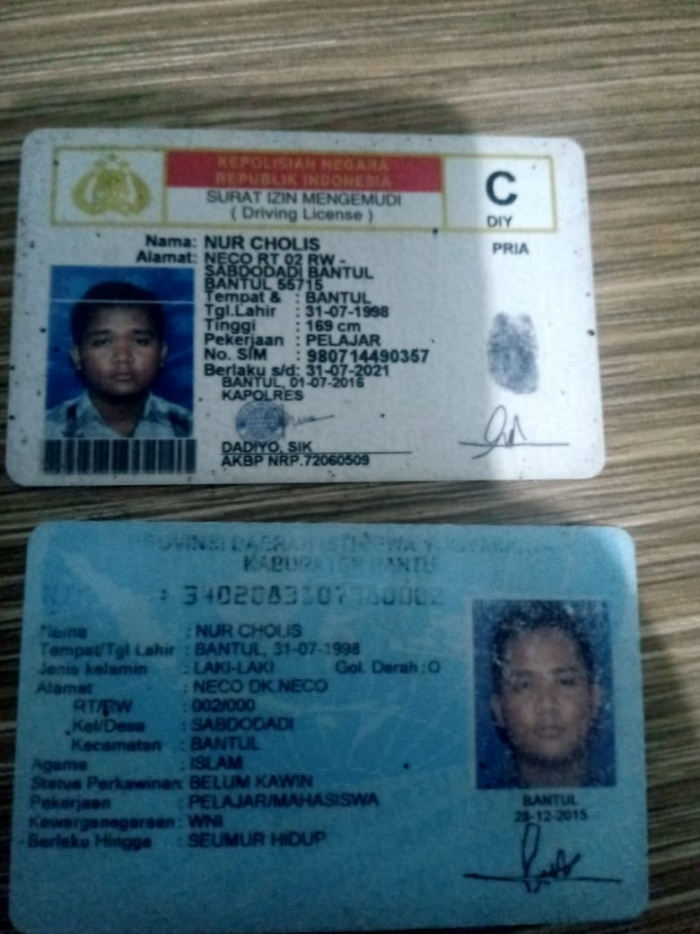 KEPOLISIAN NEGARA
REPUBLIK INDONESIA
SURAT IZIN MENGEMUDI
( Driving License )
C
DIY
PRIA
Nama: NUR CHOLIS
Alamat: NECO RT 02 RW -
SABDODADI BANTUL
BANTUL 55715
Tempat & : BANTUL
Tgl.Lahir : 31-07-1998
Tinggi : 169 cm
Pekerjaan : PELAJAR
No. SIM : 980714490357
Berlaku s/d: 31-07-2021
BANTUL, 01-07-2016
KAPOLRES
DADIYO, SIK
AKBP NRP.72060509
PROVINSI DAERAH ISTIMEWA YOGYAKARTA
KABUPATEN BANTUL
NIK :
Nama : NUR CHOLIS
Tempat/Tgl Lahir : BANTUL, 31-07-1998
Jenis kelamin : LAKI-LAKI Gol. Darah :O
Alamat : NECO DK.NECO
RT/RW : 002/000
Kel/Desa : SABDODADI
Kecamatan : BANTUL
Agama : ISLAM
Status Perkawinan: BELUM KAWIN
Pekerjaan : PELAJAR/MAHASISWA
Kewarganegaraan: WNI
Berlaku Hingga : SEUMUR HIDUP
BANTUL
28-12-2015